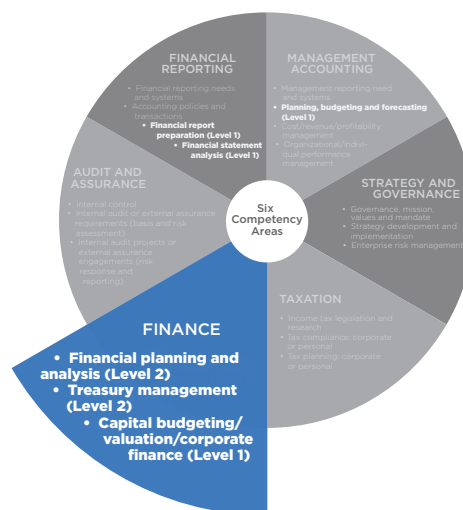 FINANCIAL
REPORTING
• Financial reporting needs
and systems
• Accounting policies and
transactions
• Financial report
preparation (Level 1)
• Financial statement
analysis (Level 1)
MANAGEMENT
ACCOUNTING
• Management reporting need
and systems
• Planning, budgeting and forecasting
(Level 1)
• Cost/revenue/profitability
management
• Organizational/indivi-
dual performance
management
AUDIT AND
ASSURANCE
• Internal control
• Internal audit or external assurance
requirements (basis and risk
assessment)
• Internal audit projects or
external assurance
engagements (risk
response and
reporting)
Six
Competency
Areas
STRATEGY AND
GOVERNANCE
• Governance, mission,
values and mandate
• Strategy development and
implementation
• Enterprise risk management
TAXATION
• Income tax legislation and
research
• Tax compliance: corporate
or personal
• Tax planning: corporate
or personal
FINANCE
• Financial planning and
analysis (Level 2)
• Treasury management
(Level 2)
• Capital budgeting/
valuation/corporate
finance (Level 1)